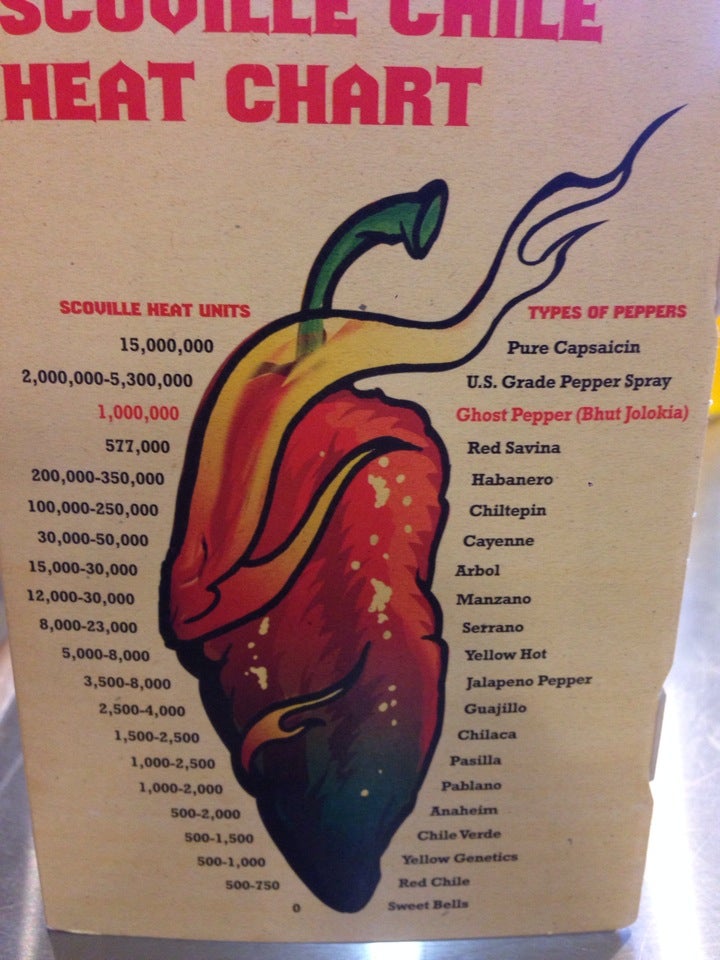 SCOVILLE CHILE
HEAT CHART
SCOVILLE HEAT UNITS TYPES OF PEPPERS
15,000,000 Pure Capsaicin
2,000,000-5,300,000 U.S. Grade Pepper Spray
1,000,000 Ghost Pepper (Bhut Jolokia)
577,000 Red Savina
200,000-350,000 Habanero
100,000-250,000 Chiltepin
30,000-50,000 Cayenne
15,000-30,000 Arbol
12,000-30,000 Manzano
8,000-23,000 Serrano
5,000-8,000 Yellow Hot
3,500-8,000 Jalapeno Pepper
2,500-4,000 Guajillo
1,500-2,500 Chilaca
1,000-2,500 Pasilla
1,000-2,000 Pablano
500-2,000 Anaheim
500-1,500 Chile Verde
500-1,000 Yellow Genetics
500-750 Red Chile
0 Sweet Bells